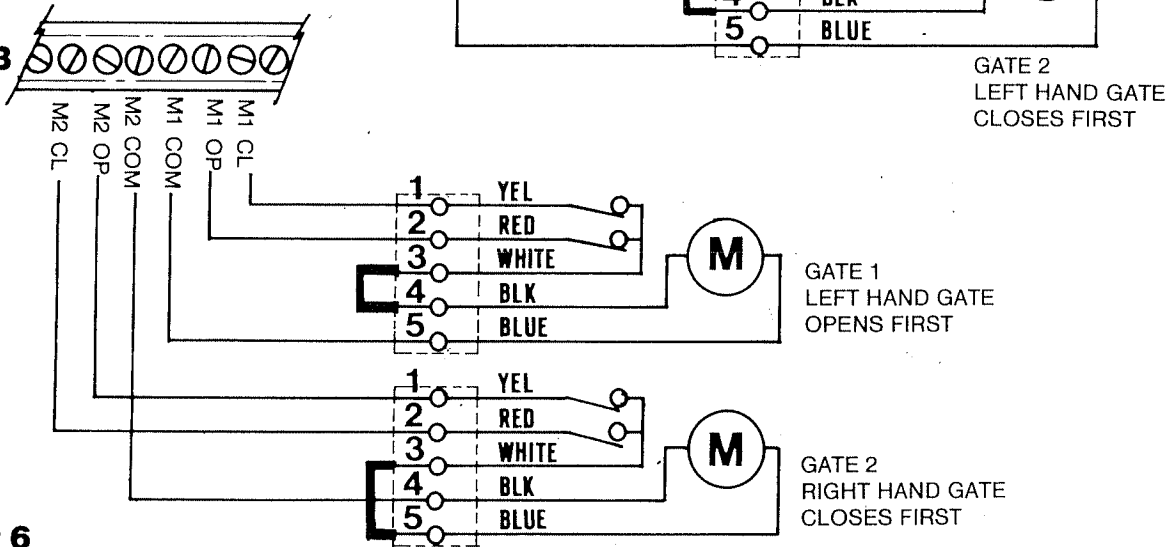 5 BLUE
GATE 2
LEFT HAND GATE
CLOSES FIRST
M2 CL
M2 OP
M2 COM
M1 COM
M1 OP
M1 CL
1 YEL
2 RED
3 WHITE
4 BLK
5 BLUE
M
GATE 1
LEFT HAND GATE
OPENS FIRST
1 YEL
2 RED
3 WHITE
4 BLK
5 BLUE
M
GATE 2
RIGHT HAND GATE
CLOSES FIRST
6